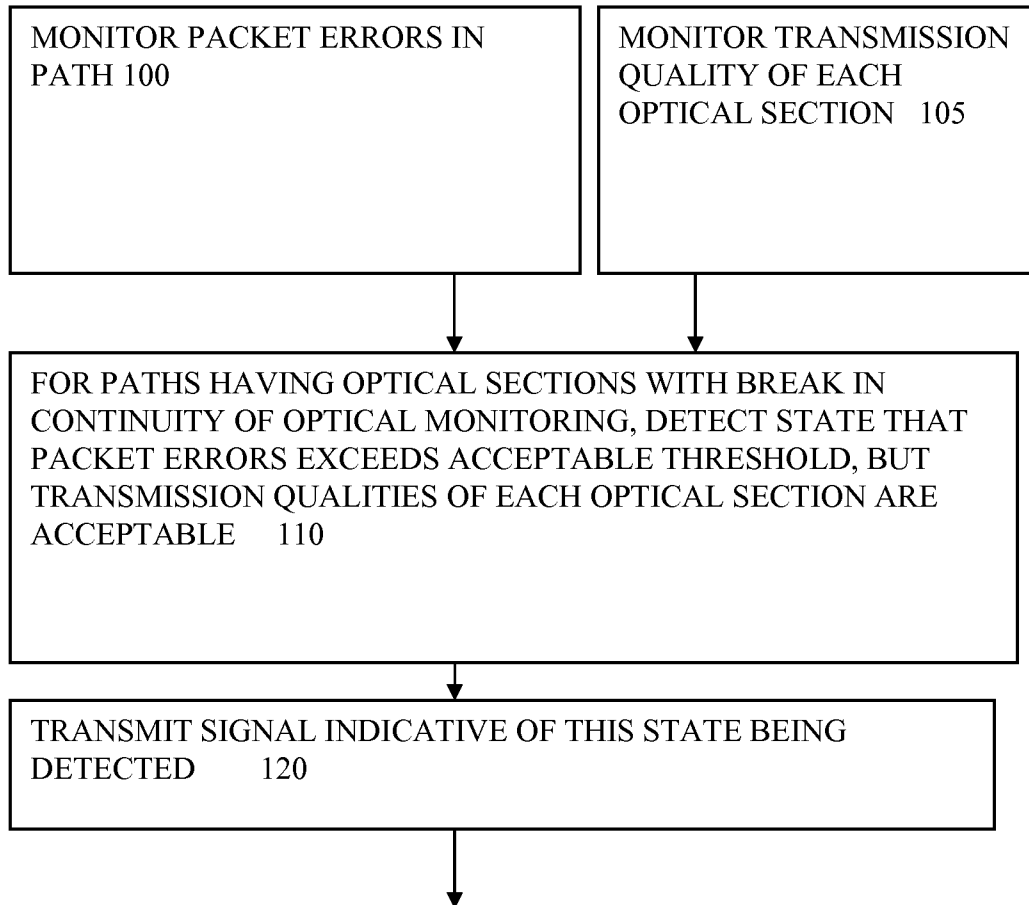 MONITOR PACKET ERRORS IN
PATH 100
MONITOR TRANSMISSION
QUALITY OF EACH
OPTICAL SECTION 105
FOR PATHS HAVING OPTICAL SECTIONS WITH BREAK IN
CONTINUITY OF OPTICAL MONITORING, DETECT STATE THAT
PACKET ERRORS EXCEEDS ACCEPTABLE THRESHOLD, BUT
TRANSMISSION QUALITIES OF EACH OPTICAL SECTION ARE
ACCEPTABLE 110
TRANSMIT SIGNAL INDICATIVE OF THIS STATE BEING
DETECTED 120